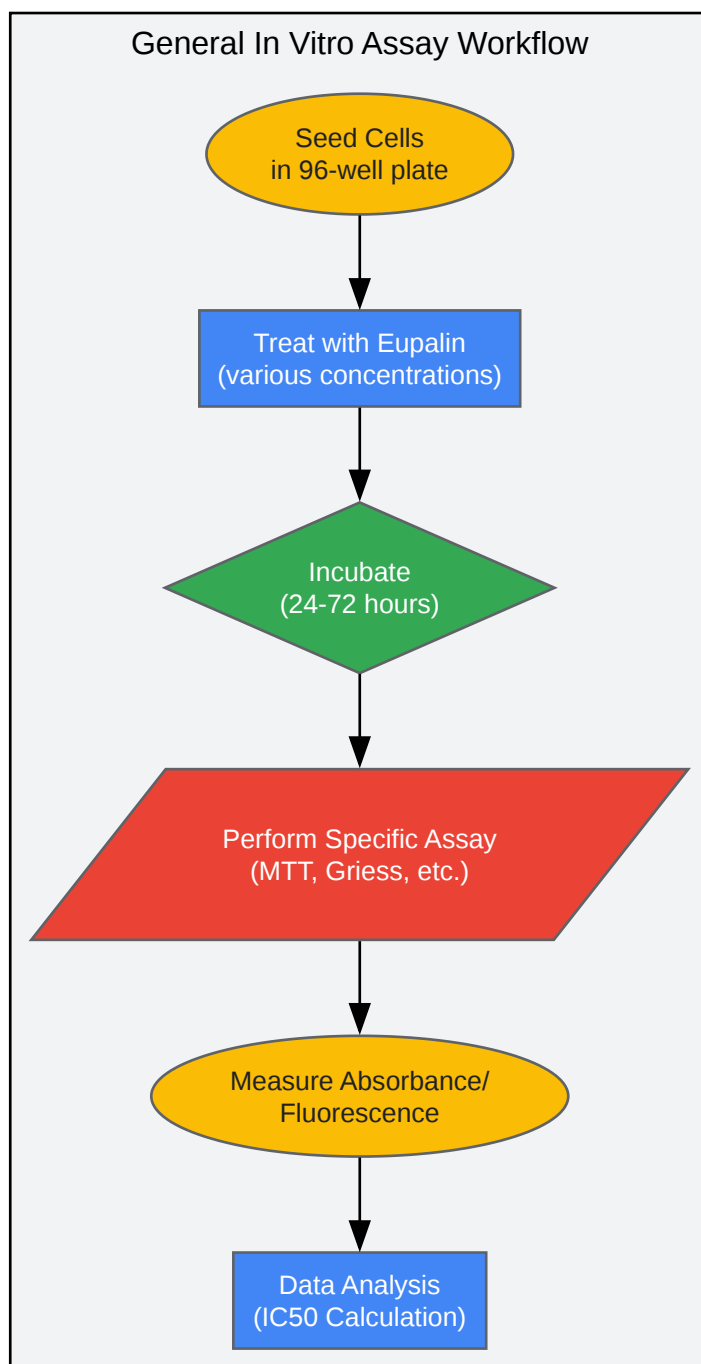 General In Vitro Assay Workflow
Seed Cells
in 96-well plate
Treat with Eupalin
(various concentrations)
Incubate
(24-72 hours)
Perform Specific Assay
(MTT, Griess, etc.)
Measure Absorbance/
Fluorescence
Data Analysis
(IC50 Calculation)